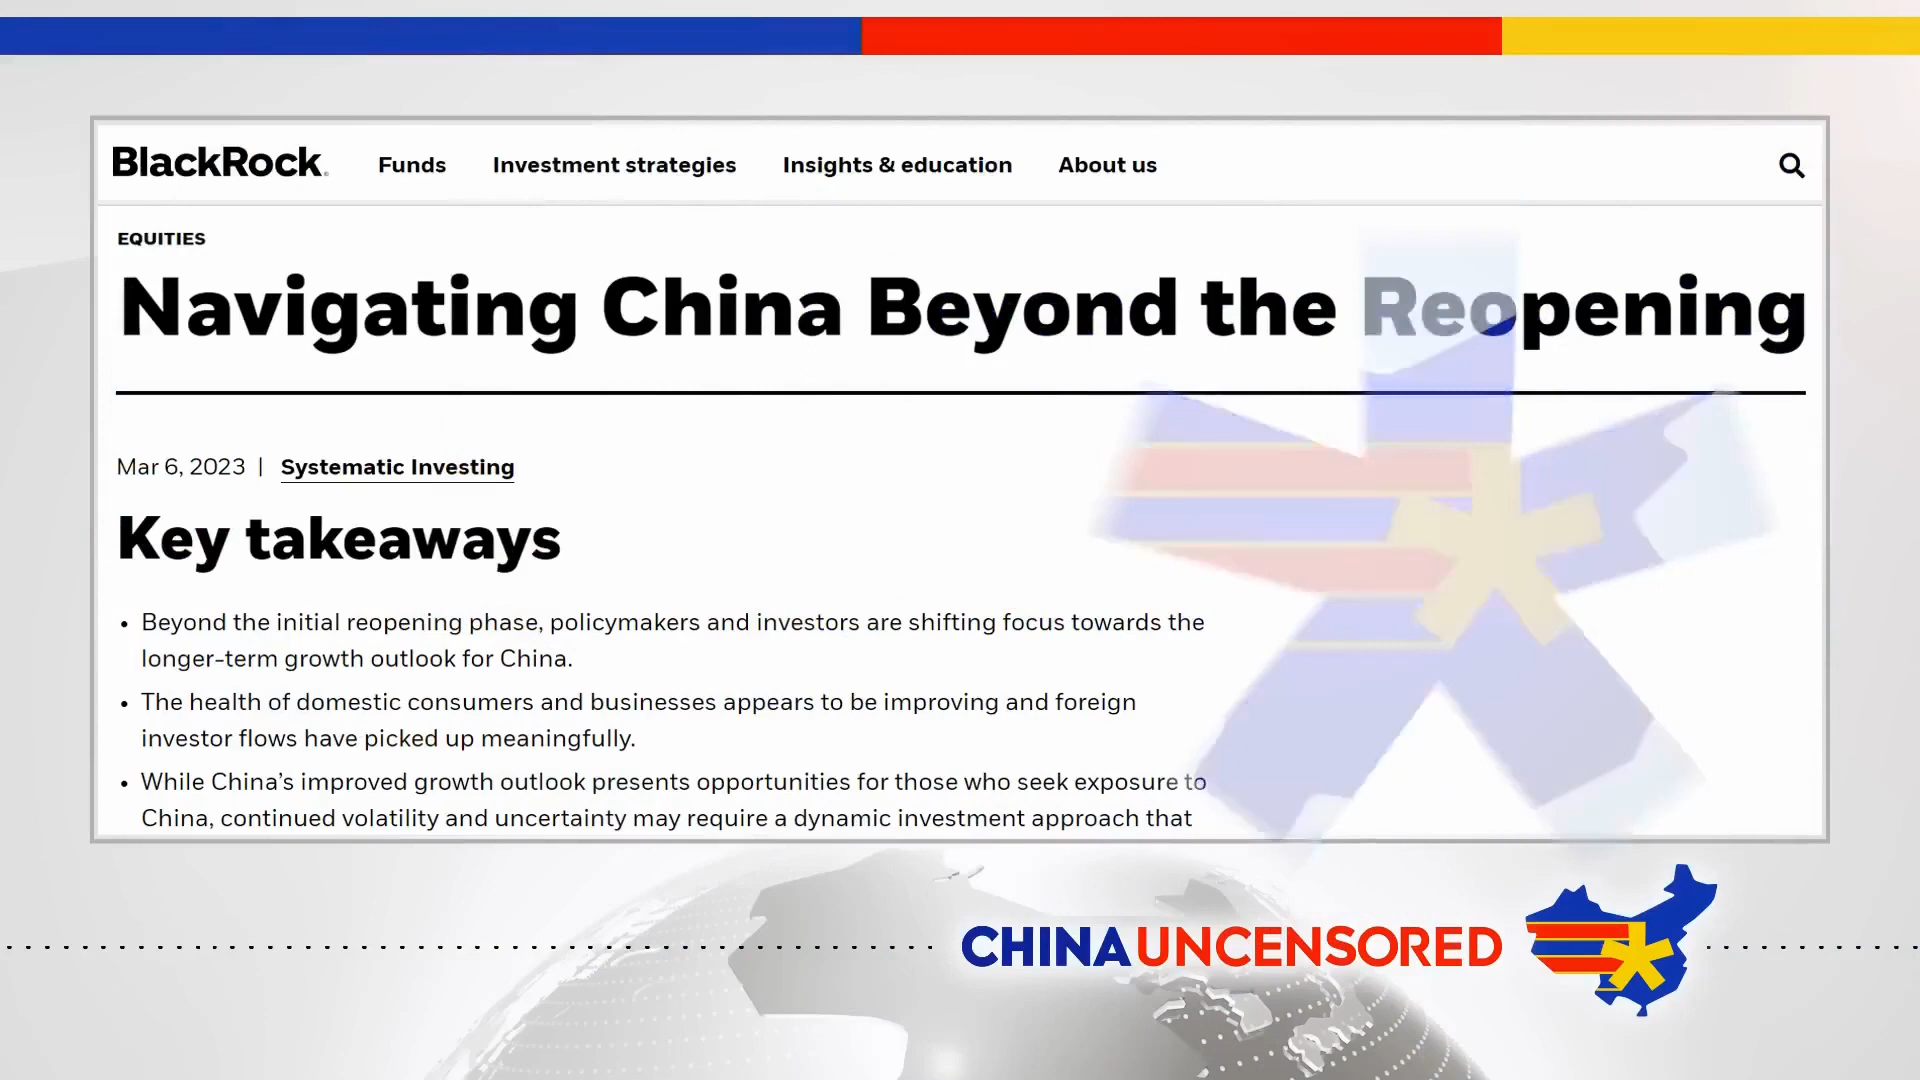 BlackRock
Funds
Investment strategies
Insights & education
About us
EQUITIES
Navigating China Beyond the Reopening
Mar 6, 2023 | Systematic Investing
Key takeaways
• Beyond the initial reopening phase, policymakers and investors are shifting focus towards the
longer-term growth outlook for China.
• The health of domestic consumers and businesses appears to be improving and foreign
investor flows have picked up meaningfully.
• While China’s improved growth outlook presents opportunities for those who seek exposure to
China, continued volatility and uncertainty may require a dynamic investment approach that
CHINA UNCENSORED